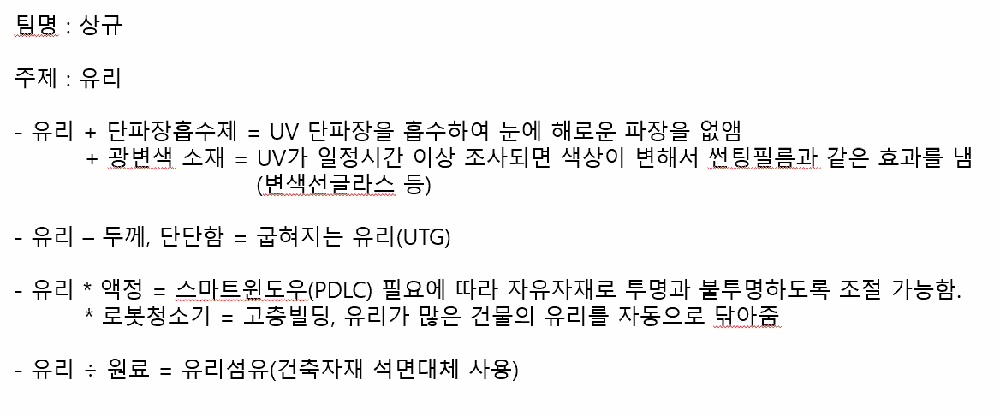 팀명 : 상규
주제 : 유리
- 유리 + 단파장흡수제 = UV 단파장을 흡수하여 눈에 해로운 파장을 없앰
+ 광변색 소재 = UV가 일정시간 이상 조사되면 색상이 변해서 썬팅필름과 같은 효과를 냄
(변색선글라스 등)
- 유리 – 두께, 단단함 = 굽혀지는 유리(UTG)
- 유리 * 액정 = 스마트윈도우(PDLC) 필요에 따라 자유자재로 투명과 불투명하도록 조절 가능함.
* 로봇청소기 = 고층빌딩, 유리가 많은 건물의 유리를 자동으로 닦아줌
- 유리 ÷ 원료 = 유리섬유(건축자재 석면대체 사용)